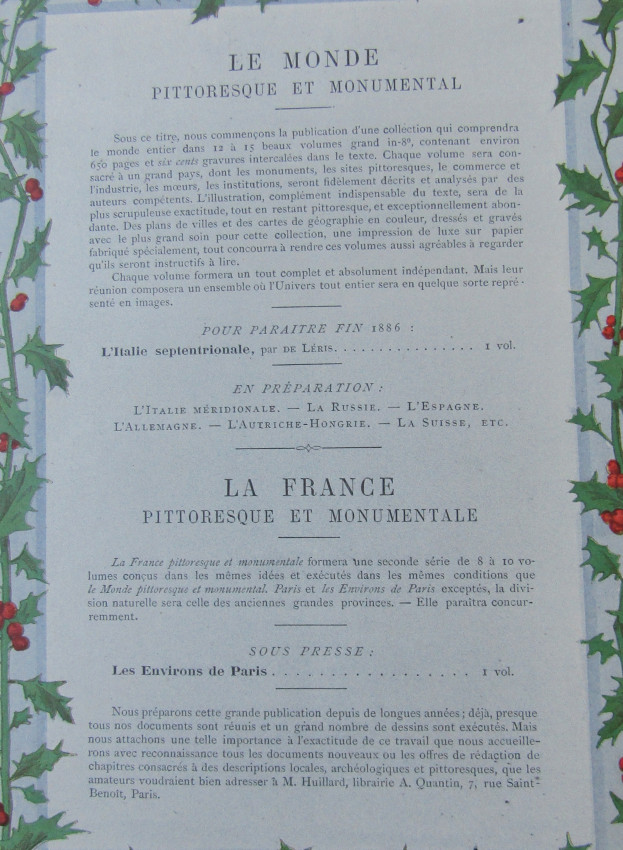 LE MONDE
PITTORESQUE ET MONUMENTAL
Sous ce titre, nous commençons la publication d'une collection qui comprendra
le monde entier dans 12 à 15 beaux volumes grand in-8º, contenant environ
650 pages et six cents gravures intercalées dans le texte. Chaque volume sera con-
sacré à un grand pays, dont les monuments, les sites pittoresques, le commerce et
l'industrie, les mœurs, les institutions, seront fidèlement décrits et analysés par des
auteurs compétents. L'illustration, complément indispensable du texte, sera de la
plus scrupuleuse exactitude, tout en restant pittoresque, et exceptionnellement abon-
dante. Des plans de villes et des cartes de géographie en couleur, dressés et gravés
avec le plus grand soin pour cette collection, une impression de luxe sur papier
fabriqué spécialement, tout concourra à rendre ces volumes aussi agréables à regarder
qu'ils seront instructifs à lire.
Chaque volume formera un tout complet et absolument indépendant. Mais leur
réunion composera un ensemble où l'Univers tout entier sera en quelque sorte repré-
senté en images.
POUR PARAITRE FIN 1886 :
L'Italie septentrionale, par DE LÉRIS. . . . . . . . . . . . . . . . 1 vol.
EN PRÉPARATION :
L'ITALIE MÉRIDIONALE. — LA RUSSIE. — L'ESPAGNE.
L'ALLEMAGNE. — L'AUTRICHE-HONGRIE. — LA SUISSE, ETC.
LA FRANCE
PITTORESQUE ET MONUMENTALE
La France pittoresque et monumentale formera une seconde série de 8 à 10 vo-
lumes conçus dans les mêmes idées et exécutés dans les mêmes conditions que
le Monde pittoresque et monumental. Paris et les Environs de Paris exceptés, la divi-
sion naturelle sera celle des anciennes grandes provinces. — Elle paraîtra concur-
remment.
SOUS PRESSE :
Les Environs de Paris . . . . . . . . . . . . . . . . . . 1 vol.
Nous préparons cette grande publication depuis de longues années ; déjà, presque
tous nos documents sont réunis et un grand nombre de dessins sont exécutés. Mais
nous attachons une telle importance à l'exactitude de ce travail que nous accueille-
rons avec reconnaissance tous les documents nouveaux ou les offres de rédaction de
chapitres consacrés à des descriptions locales, archéologiques et pittoresques, que les
amateurs voudraient bien adresser à M. Huillard, librairie A. Quantin, 7, rue Saint-
Benoît, Paris.